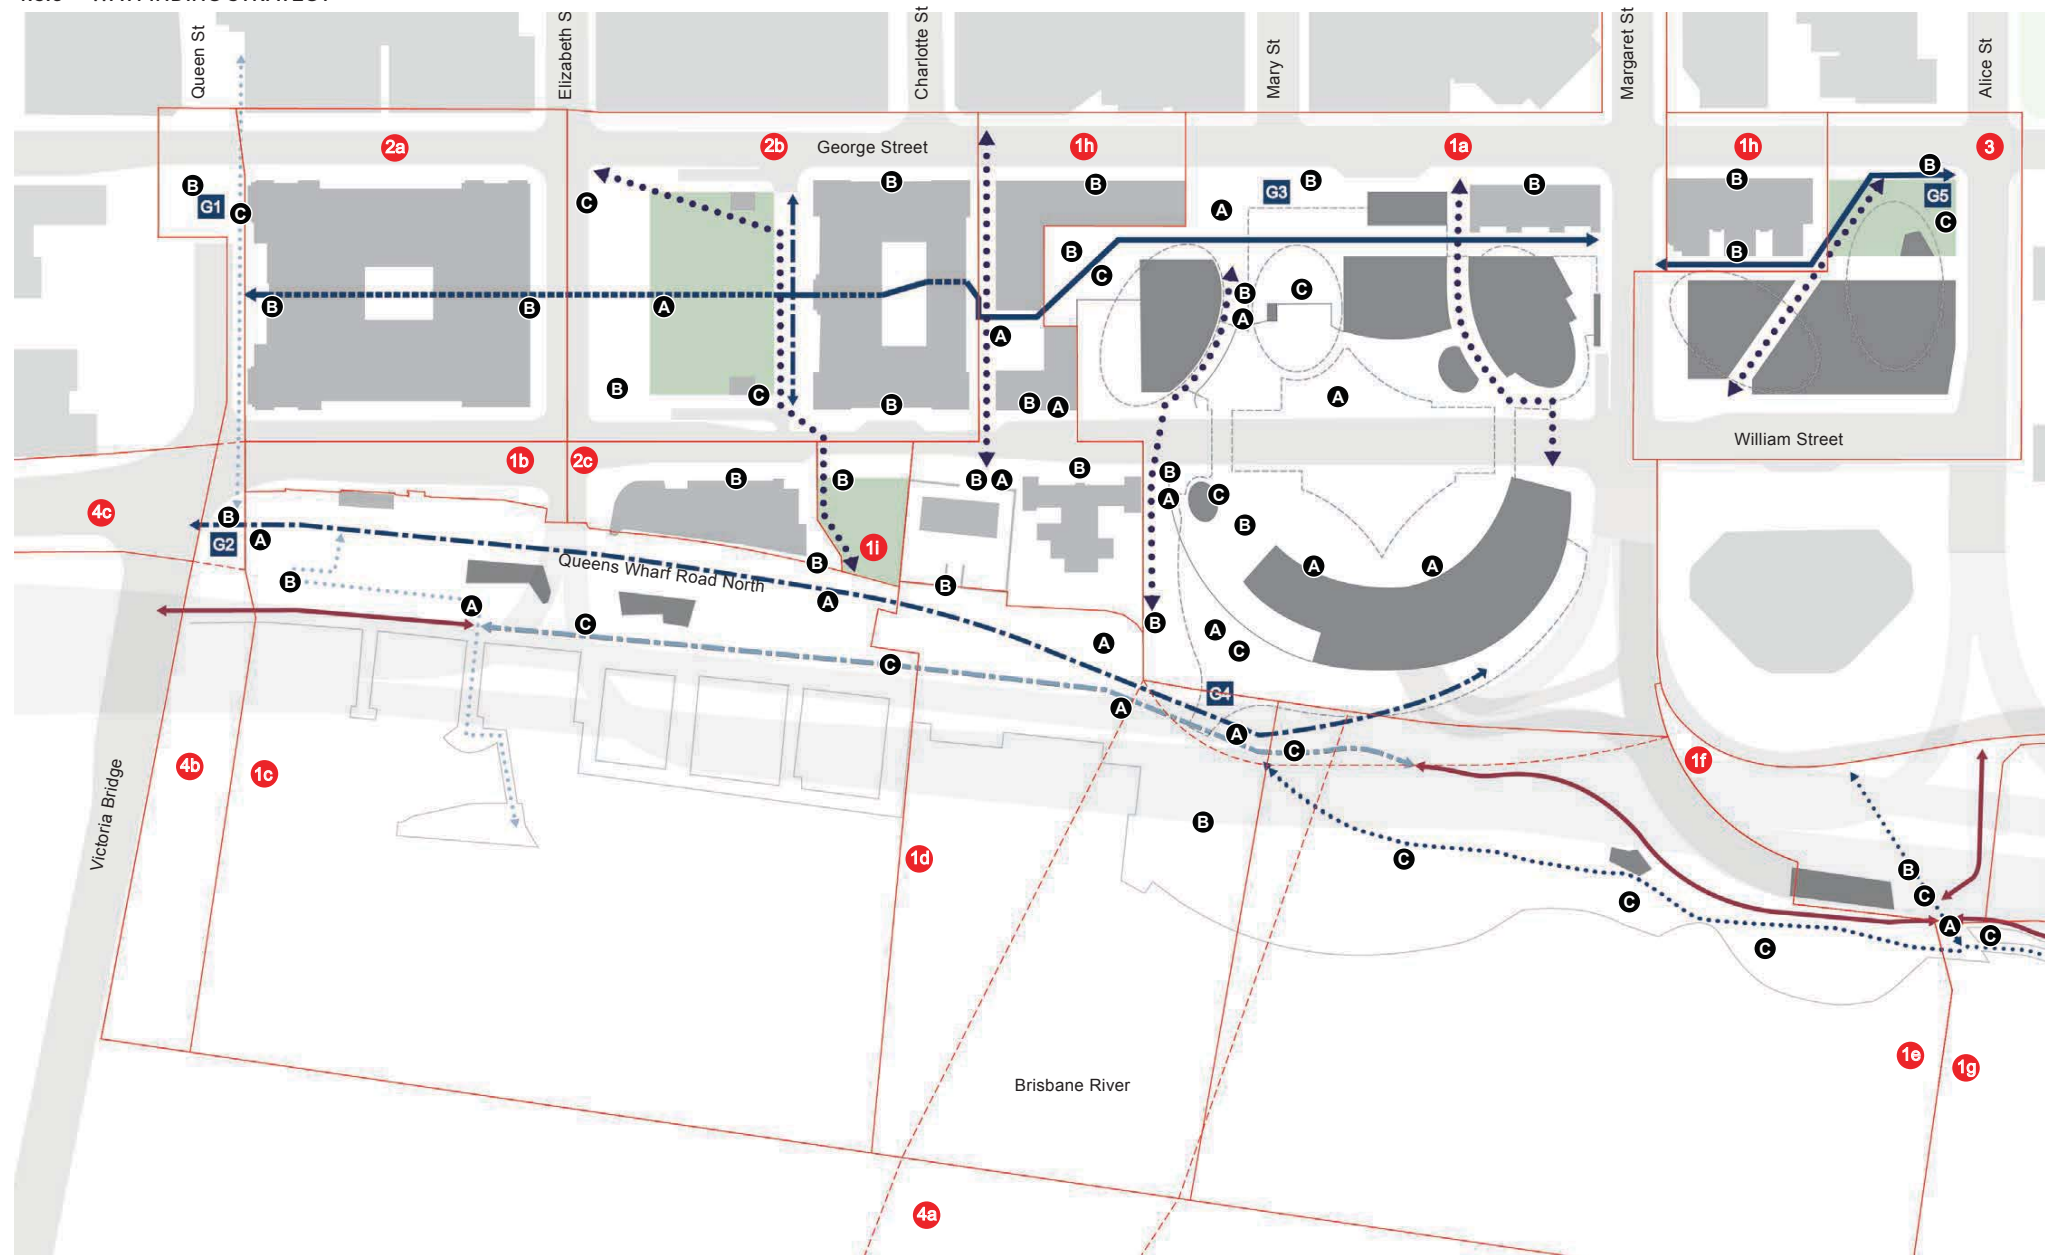 Queen St
Elizabeth S
Charlotte St
Mary St
Margaret St
Alice St
2a
2b
George Street
1h
1a
1h
3
B
B
B
B
B
B
B
G1
C
C
A
G3
G5
C
B
B
C
B
B
B
A
A
B
A
C
B
C
B
B
A
A
William Street
1b
2c
B
B
B
A
B
B
A
C
4c
B
G2
A
B
B
1i
B
B
A
A
Queens Wharf Road North
A
A
C
C
A
B
A
C
G4
A
A
C
4b
1c
1f
Victoria Bridge
B
1d
C
C
B
C
A
C
C
1e
1g
Brisbane River
4a